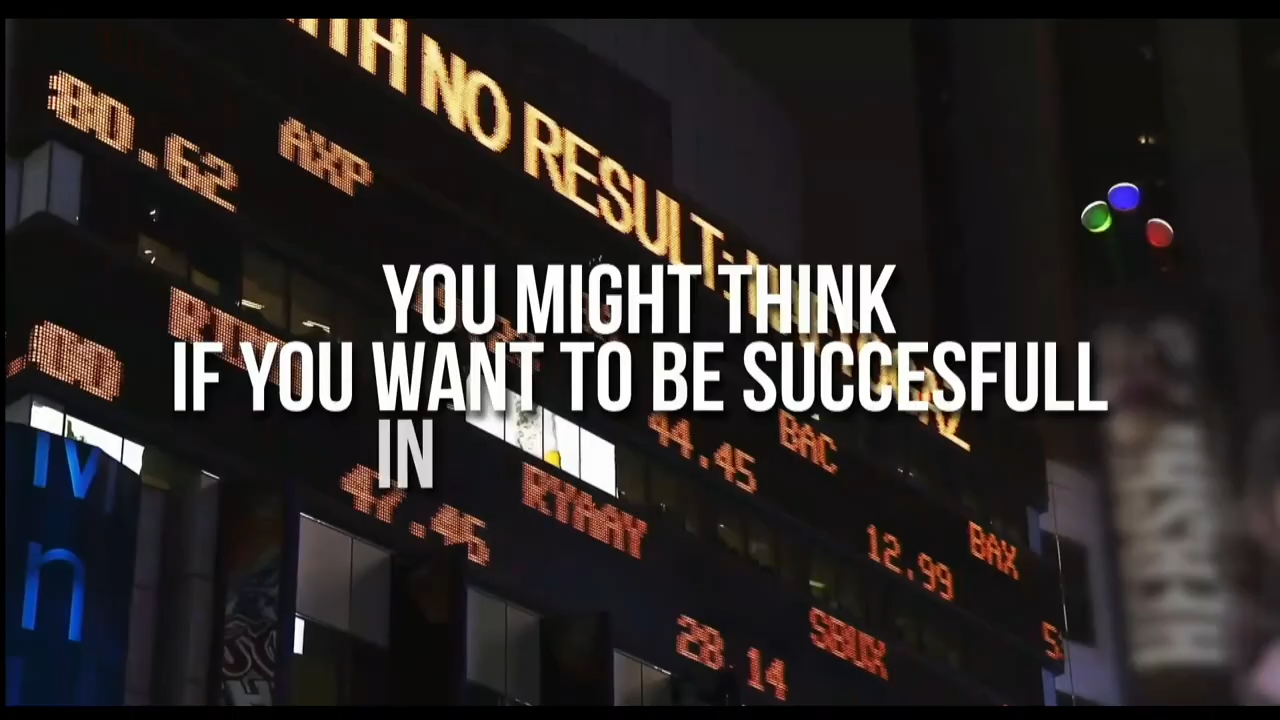 NO RESULT:
80.62 AXP
YOU MIGHT THINK
IF YOU WANT TO BE SUCCESFULL
IN
44.45 BAC
47.45 RYAAY
12.99 BAX
28.14 SBUX
iv
n